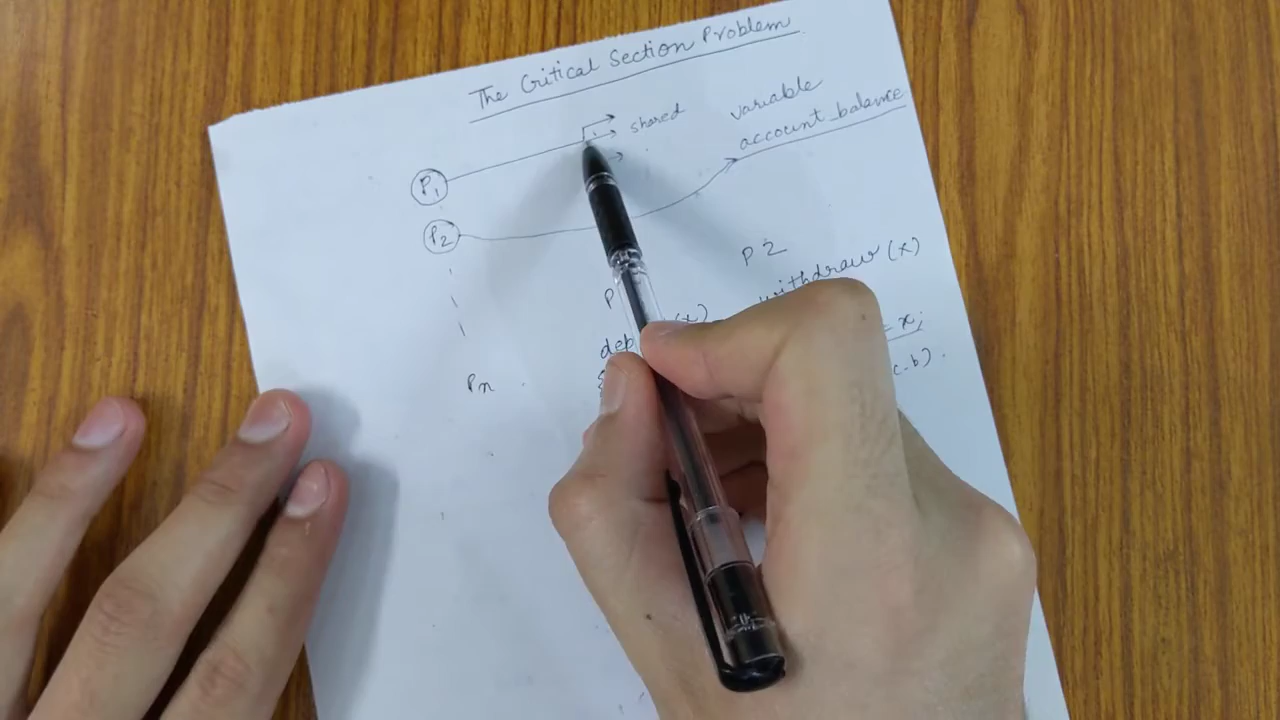 The Critical Section Problem
shared variable
account_balance
P1
P2
P2
withdraw (x)
(x)
= x;
Pn
c.b).